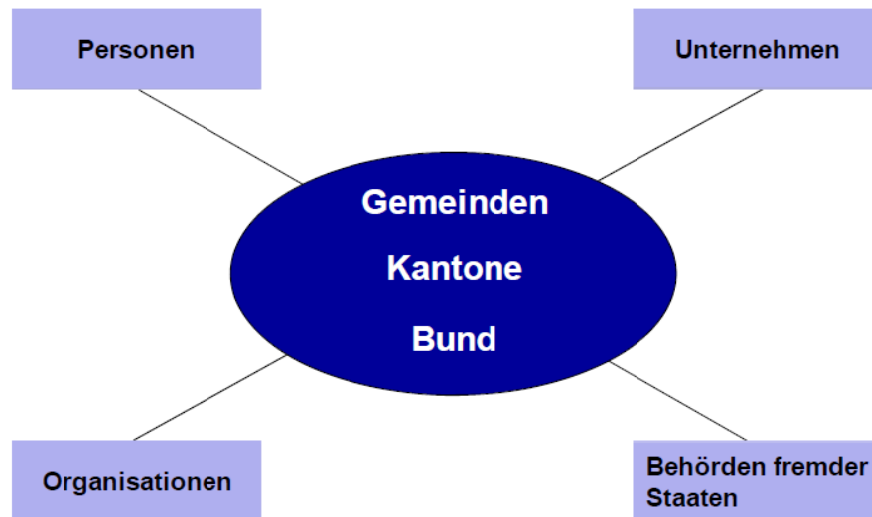 Personen
Unternehmen
Gemeinden
Kantone
Bund
Organisationen
Behörden fremder
Staaten